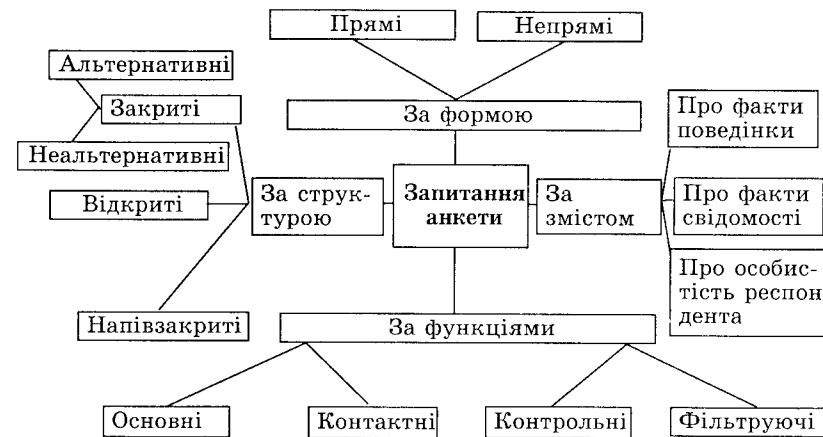 Прямі
Непрямі
Альтернативні
Закриті
Неальтернативні
За формою
Про факти
поведінки
Відкриті
За струк-
турою
Запитання
анкети
За
змістом
Про факти
свідомості
Напівзакриті
За функціями
Про особис-
тість респон
дента
Основні
Контактні
Контрольні
Фільтруючі